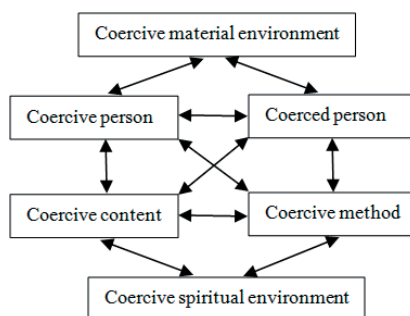 Coercive material environment
Coercive person
Coerced person
Coercive content
Coercive method
Coercive spiritual environment